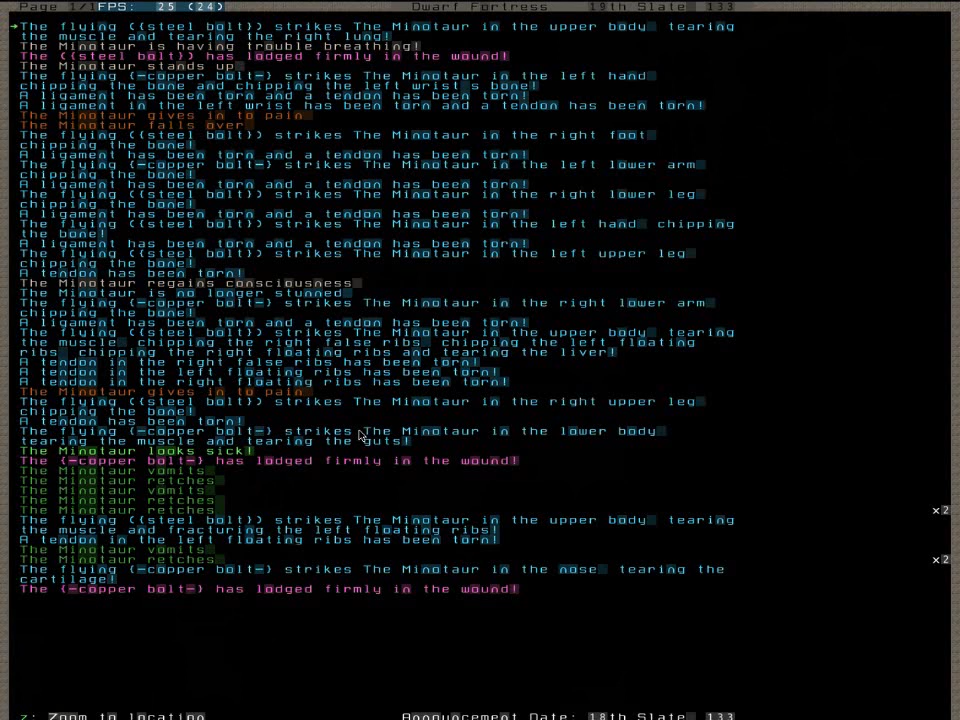 Page 1/1 FPS: 25 (24) Dwarf Fortress 19th Slate 133
The flying ({steel bolt}) strikes The Minotaur in the upper body tearing
the muscle and tearing the right lung!
The Minotaur is having trouble breathing!
The ({steel bolt}) has lodged firmly in the wound!
The Minotaur stands up
The flying {-copper bolt-} strikes The Minotaur in the left hand
chipping the bone and chipping the left wrist s bone!
A ligament has been torn and a tendon has been torn!
A ligament in the left wrist has been torn and a tendon has been torn!
The Minotaur gives in to pain
The Minotaur falls over
The flying ({steel bolt}) strikes The Minotaur in the right foot
chipping the bone!
A ligament has been torn and a tendon has been torn!
The flying {-copper bolt-} strikes The Minotaur in the left lower arm
chipping the bone!
A ligament has been torn and a tendon has been torn!
The flying ({steel bolt}) strikes The Minotaur in the right lower leg
chipping the bone!
A ligament has been torn and a tendon has been torn!
The flying ({steel bolt}) strikes The Minotaur in the left hand chipping
the bone!
A ligament has been torn and a tendon has been torn!
The flying ({steel bolt}) strikes The Minotaur in the left upper leg
chipping the bone!
A tendon has been torn!
The Minotaur regains consciousness
The Minotaur is no longer stunned
The flying {-copper bolt-} strikes The Minotaur in the right lower arm
chipping the bone!
A ligament has been torn and a tendon has been torn!
The flying ({steel bolt}) strikes The Minotaur in the upper body tearing
the muscle chipping the right false ribs chipping the left floating
ribs chipping the right floating ribs and tearing the liver!
A tendon in the right false ribs has been torn!
A tendon in the left floating ribs has been torn!
A tendon in the right floating ribs has been torn!
The Minotaur gives in to pain
The flying ({steel bolt}) strikes The Minotaur in the right upper leg
chipping the bone!
A tendon has been torn!
The flying {-copper bolt-} strikes The Minotaur in the lower body
tearing the muscle and tearing the guts!
The Minotaur looks sick!
The {-copper bolt-} has lodged firmly in the wound!
The Minotaur vomits
The Minotaur retches
The Minotaur vomits
The Minotaur retches
The Minotaur retches x2
The flying ({steel bolt}) strikes The Minotaur in the upper body tearing
the muscle and fracturing the left floating ribs!
A tendon in the left floating ribs has been torn!
The Minotaur vomits
The Minotaur retches x2
The flying {-copper bolt-} strikes The Minotaur in the nose tearing the
cartilage!
The {-copper bolt-} has lodged firmly in the wound!
z: Zoom to location Announcement Date: 18th Slate 133